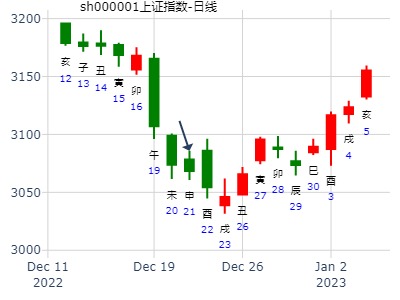 sh000001上证指数-日线
3200
3150
3100
3050
3000
亥
12
子
13
丑
14
寅
15
卯
16
午
19
未
20
申
21
酉
22
戌
23
丑
26
寅
27
卯
28
辰
29
巳
30
酉
3
戌
4
亥
5
Dec 11
2022
Dec 19
Dec 26
Jan 2
2023